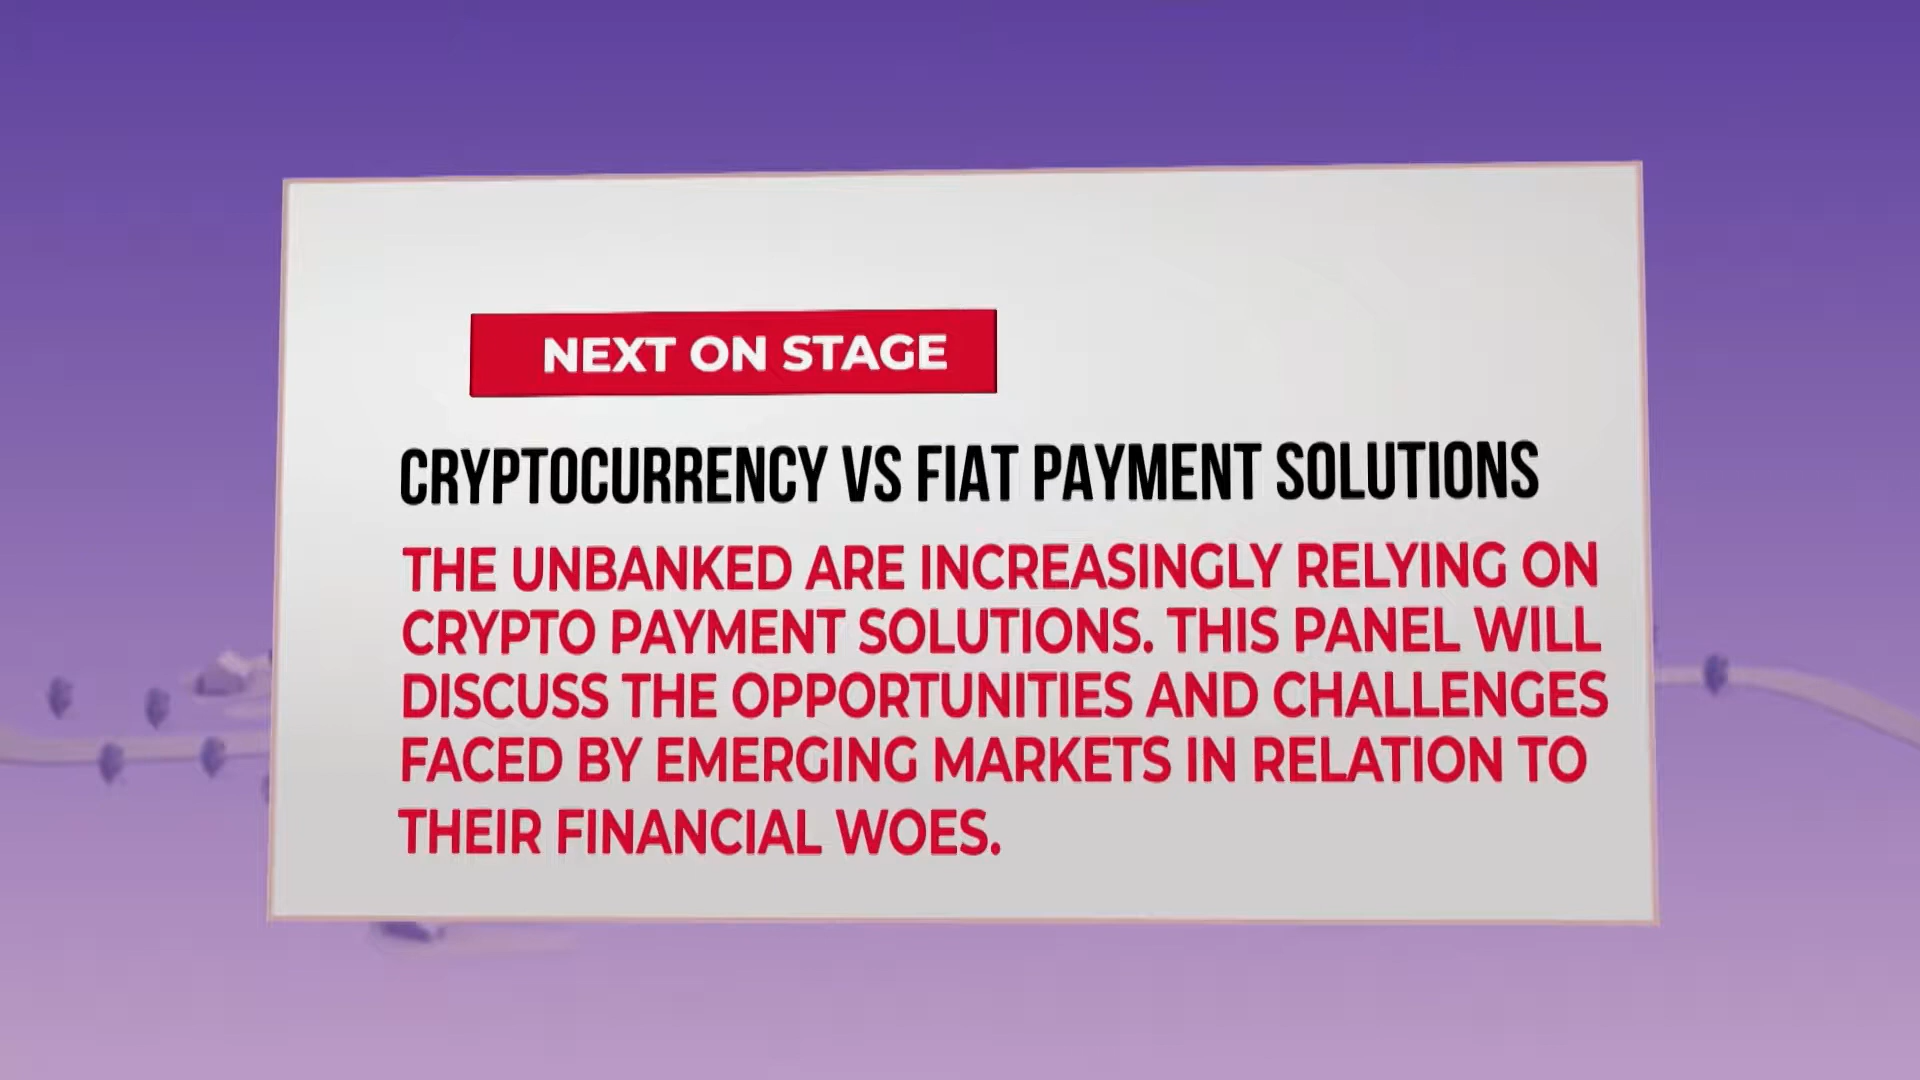 NEXT ON STAGE
CRYPTOCURRENCY VS FIAT PAYMENT SOLUTIONS
THE UNBANKED ARE INCREASINGLY RELYING ON
CRYPTO PAYMENT SOLUTIONS. THIS PANEL WILL
DISCUSS THE OPPORTUNITIES AND CHALLENGES
FACED BY EMERGING MARKETS IN RELATION TO
THEIR FINANCIAL WOES.